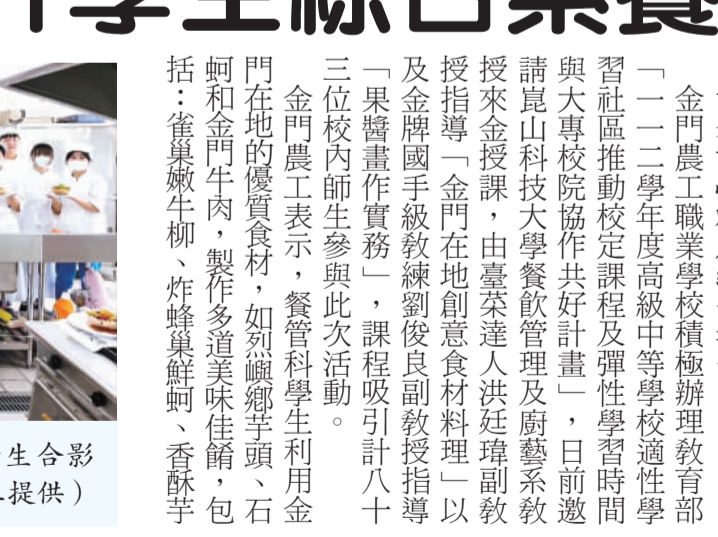 學生綜合素養
金門農工職業學校積極辦理教育部
「一一二學年度高級中等學校適性學
習社區推動校定課程及彈性學習時間
與大專校院協作共好計畫」，日前邀
請崑山科技大學餐飲管理及廚藝系教
授來金授課，由臺菜達人洪廷瑋副教
授指導「金門在地創意食材料理」以
及金牌國手級教練劉俊良副教授指導
「果醬畫作實務」，課程吸引計八十
三位校內師生參與此次活動。
金門農工表示，餐管科學生利用金
門在地的優質食材，如烈嶼鄉芋頭、石
蚵和金門牛肉，製作多道美味佳餚，包
括：雀巢嫩牛柳、炸蜂巢鮮蚵、香酥芋
生合影
提供）